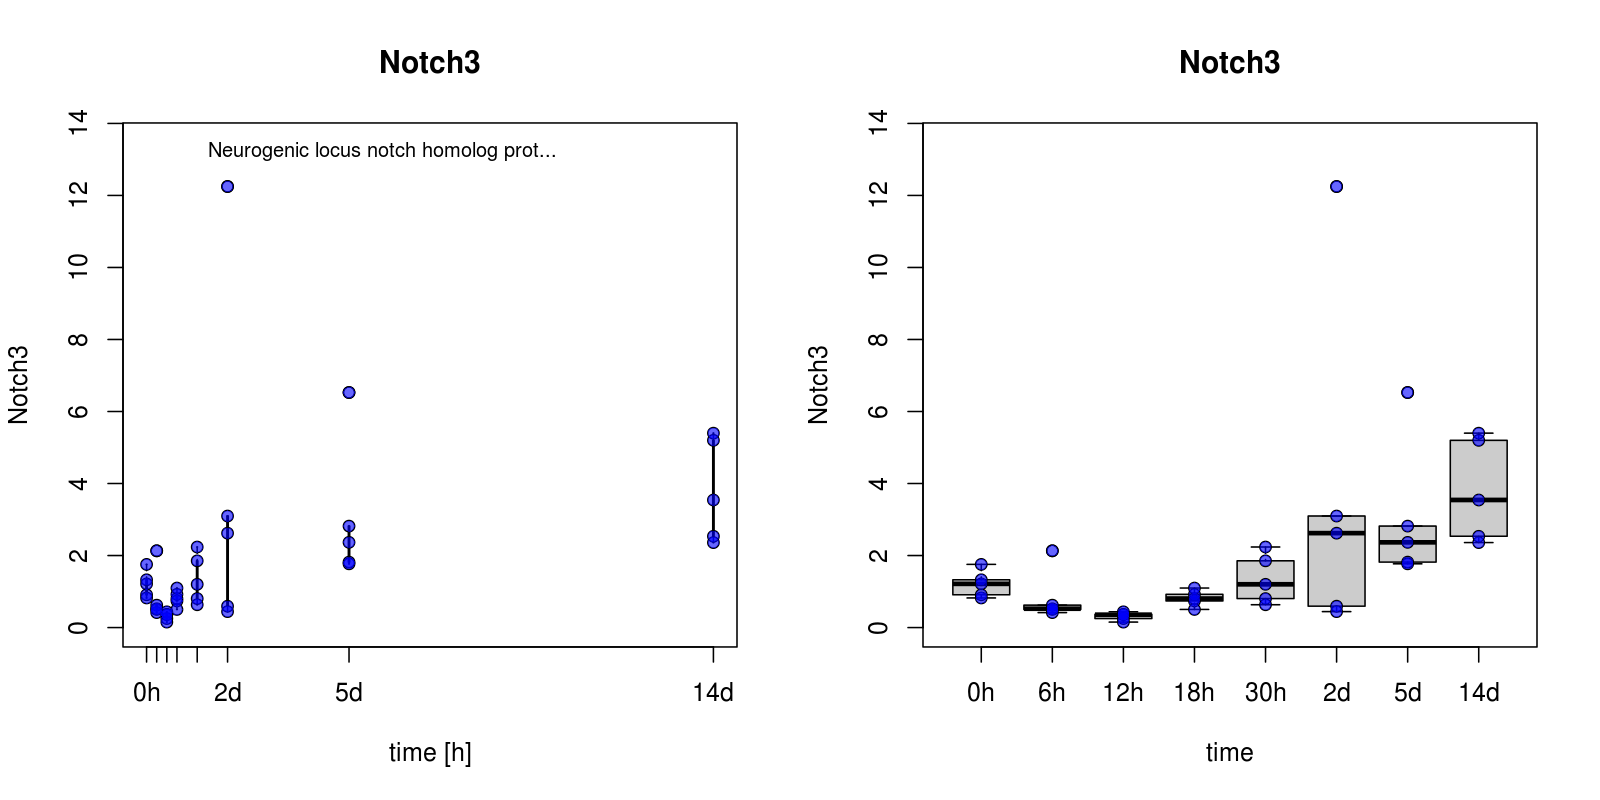 Notch3
Neurogenic locus notch homolog prot...
Notch3
14
12
10
8
6
4
2
0
0h 2d 5d 14d
time [h]
Notch3
Notch3
14
12
10
8
6
4
2
0
0h 6h 12h 18h 30h 2d 5d 14d
time